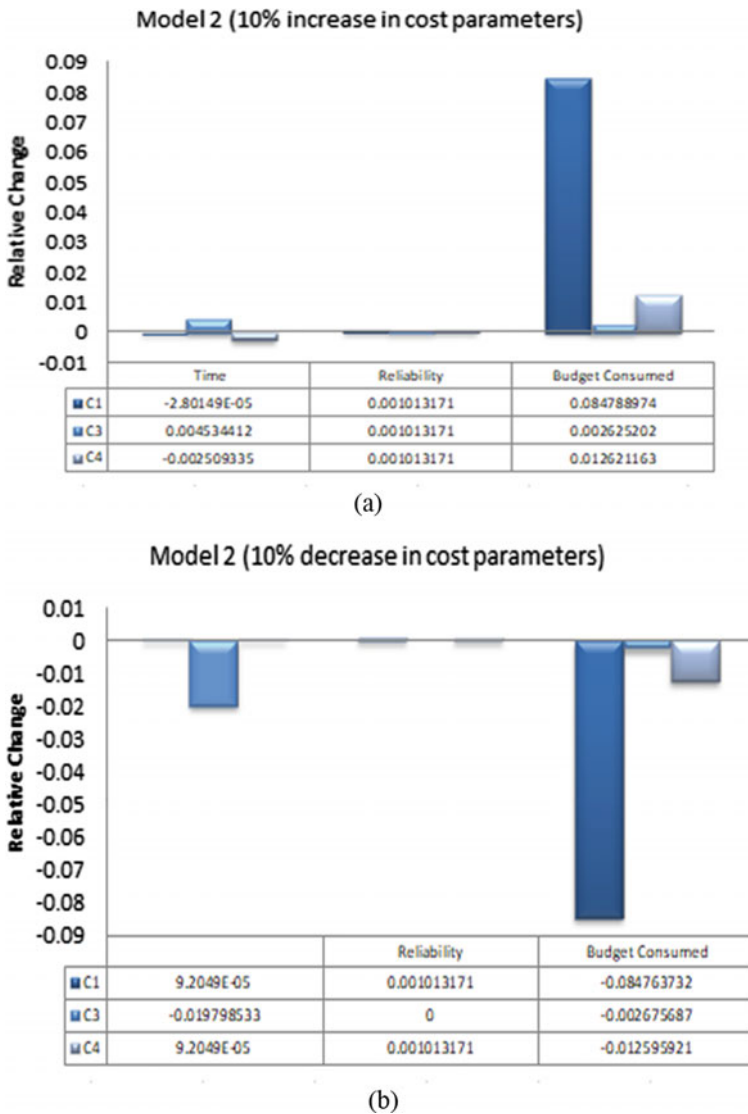 Model 2 (10% increase in cost parameters)
0.09
0.08
0.07
0.06
0.05
0.04
0.03
0.02
0.01
0
-0.01
Relative Change
Time Reliability Budget Consumed
C1 -2.80149E-05 0.001013171 0.084788974
C3 0.004534412 0.001013171 0.002625202
C4 -0.002509335 0.001013171 0.012621163
(a)
Model 2 (10% decrease in cost parameters)
0.01
0
-0.01
-0.02
-0.03
-0.04
-0.05
-0.06
-0.07
-0.08
-0.09
Relative Change
Reliability Budget Consumed
C1 9.2049E-05 0.001013171 -0.084763732
C3 -0.019798533 0 -0.002675687
C4 9.2049E-05 0.001013171 -0.012595921
(b)